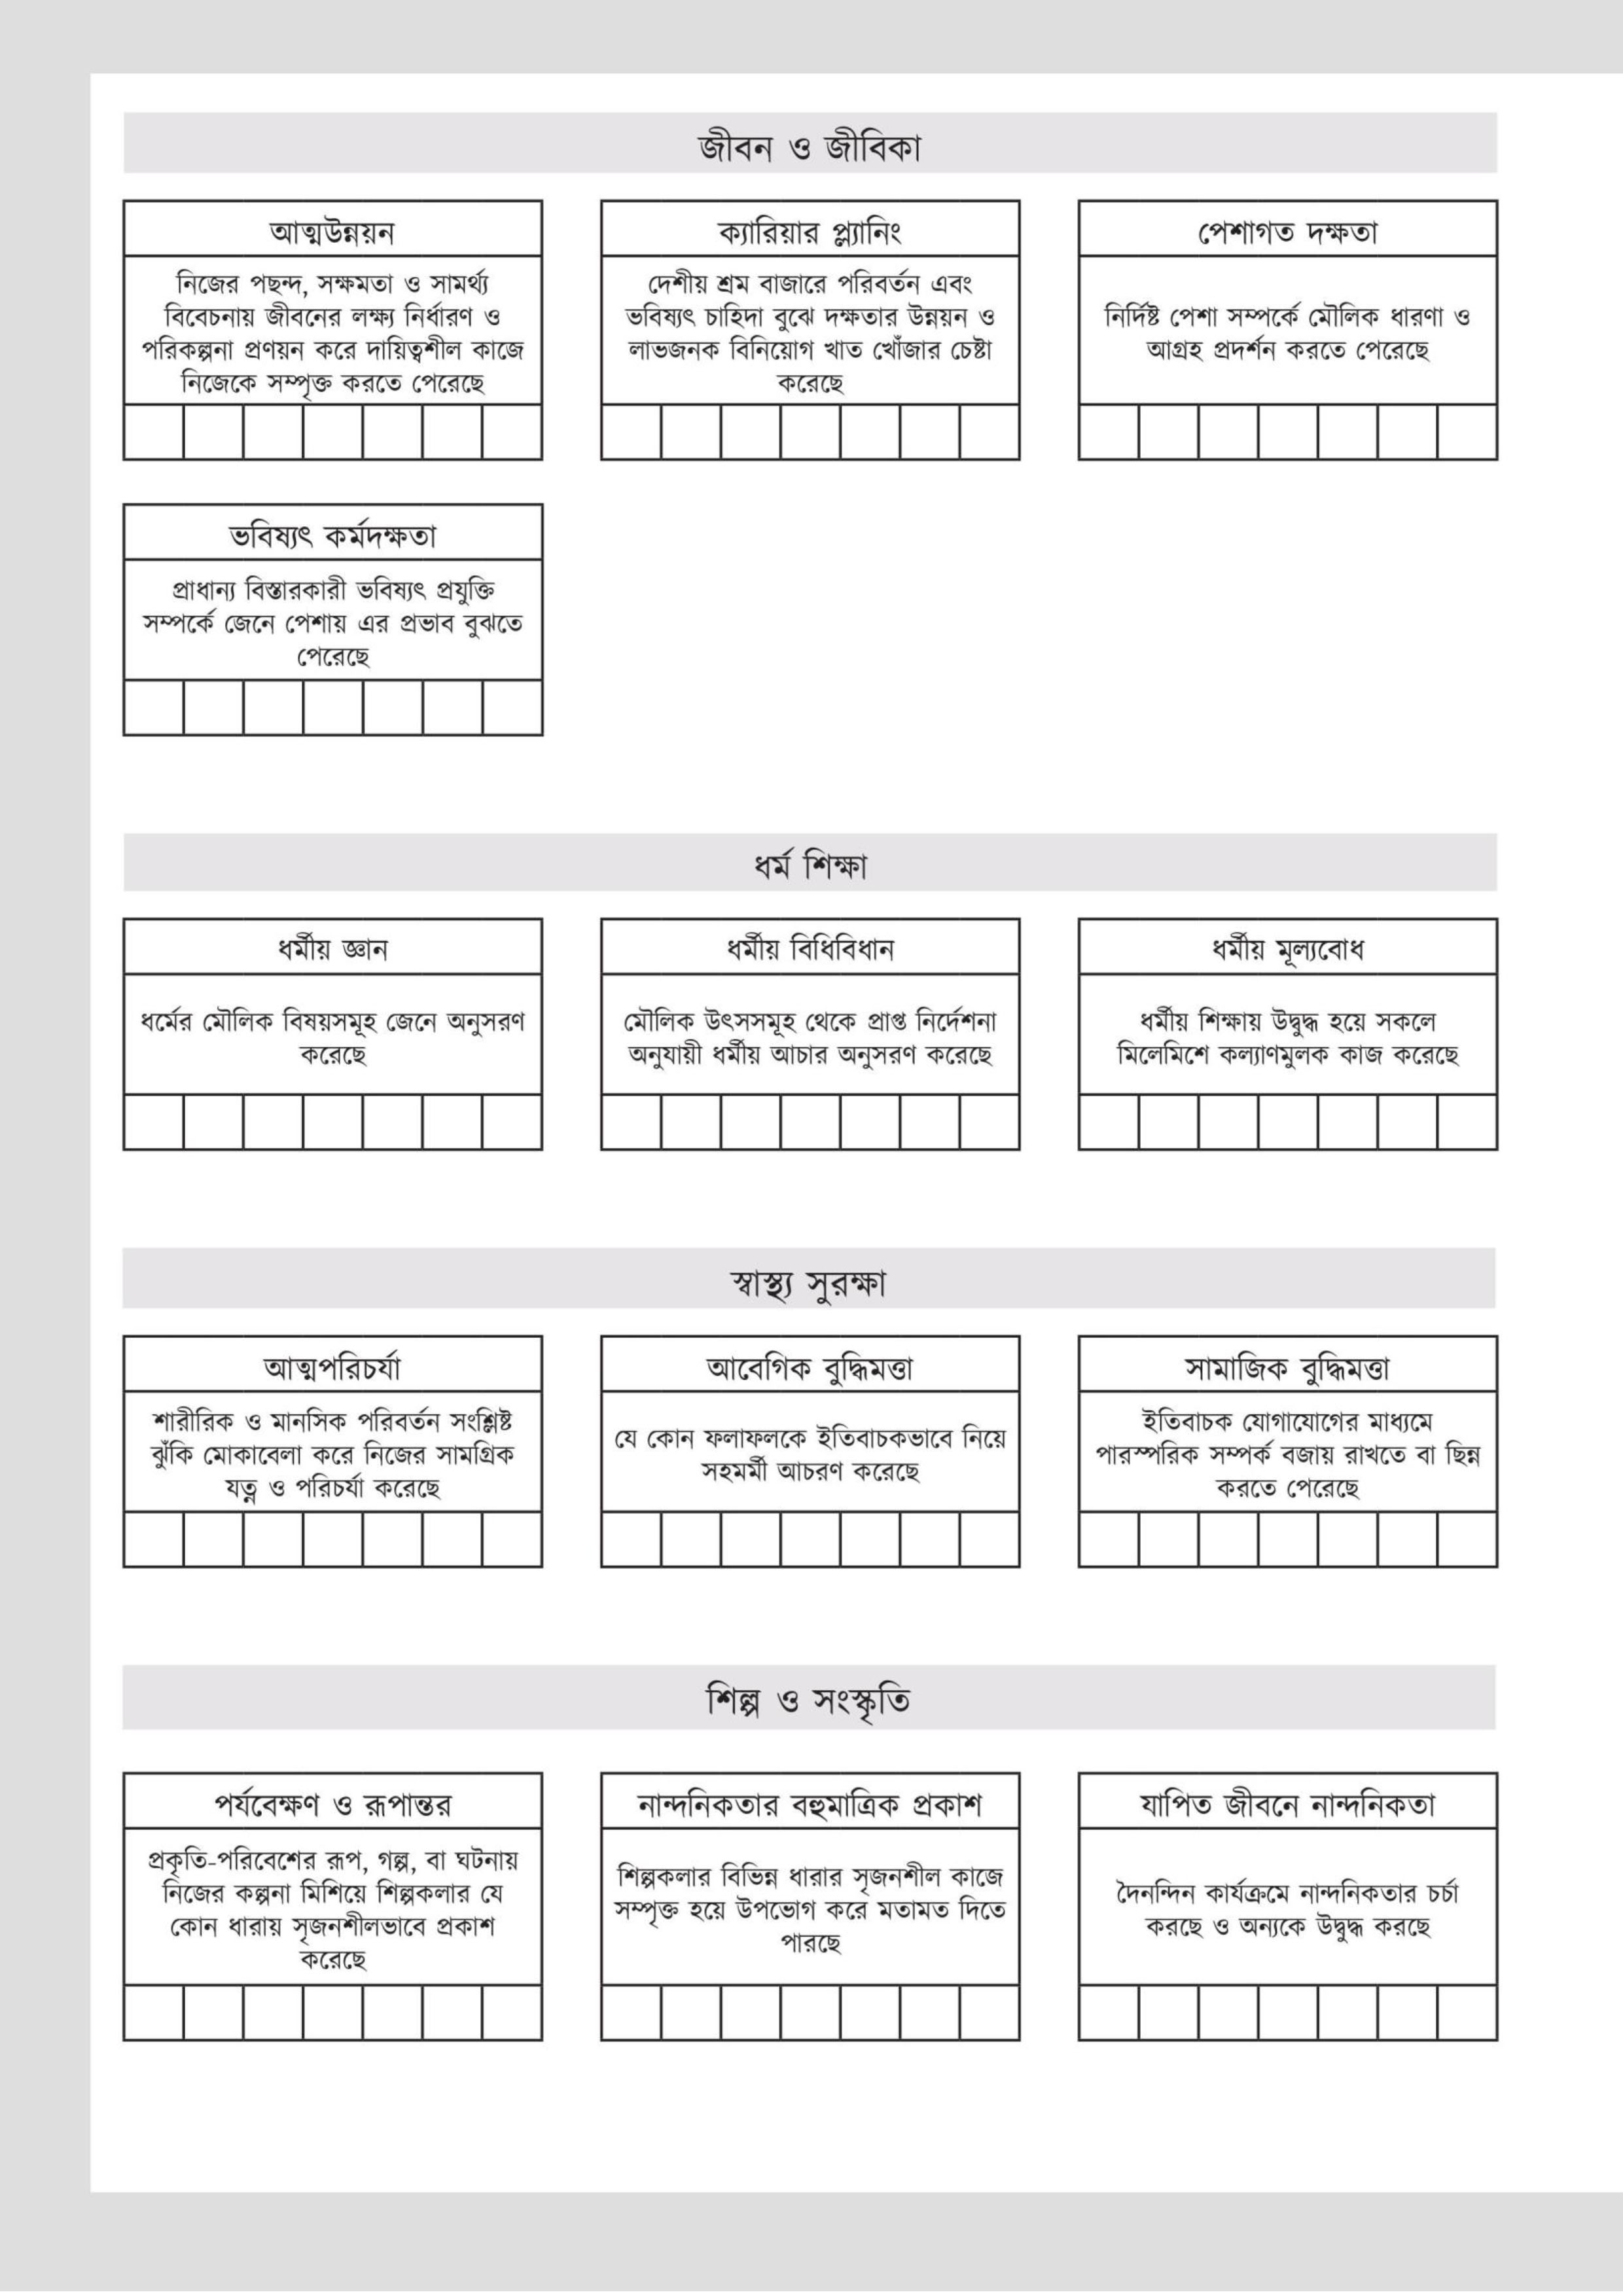 জীবন ও জীবিকা
আত্মউন্নয়ন
নিজের পছন্দ, সক্ষমতা ও সামর্থ্য
বিবেচনায় জীবনের লক্ষ্য নির্ধারণ ও
পরিকল্পনা প্রণয়ন করে দায়িত্বশীল কাজে
নিজেকে সম্পৃক্ত করতে পেরেছে
ক্যারিয়ার প্ল্যানিং
দেশীয় শ্রম বাজারে পরিবর্তন এবং
ভবিষ্যৎ চাহিদা বুঝে দক্ষতার উন্নয়ন ও
লাভজনক বিনিয়োগ খাত খোঁজার চেষ্টা
করেছে
পেশাগত দক্ষতা
নির্দিষ্ট পেশা সম্পর্কে মৌলিক ধারণা ও
আগ্রহ প্রদর্শন করতে পেরেছে
ভবিষ্যৎ কর্মদক্ষতা
প্রাধান্য বিস্তারকারী ভবিষ্যৎ প্রযুক্তি
সম্পর্কে জেনে পেশায় এর প্রভাব বুঝতে
পেরেছে
ধর্ম শিক্ষা
ধর্মীয় জ্ঞান
ধর্মের মৌলিক বিষয়সমূহ জেনে অনুসরণ
করেছে
ধর্মীয় বিধিবিধান
মৌলিক উৎসসমূহ থেকে প্রাপ্ত নির্দেশনা
অনুযায়ী ধর্মীয় আচার অনুসরণ করেছে
ধর্মীয় মূল্যবোধ
ধর্মীয় শিক্ষায় উদ্বুদ্ধ হয়ে সকলে
মিলেমিশে কল্যাণমুলক কাজ করেছে
স্বাস্থ্য সুরক্ষা
আত্মপরিচর্যা
শারীরিক ও মানসিক পরিবর্তন সংশ্লিষ্ট
ঝুঁকি মোকাবেলা করে নিজের সামগ্রিক
যত্ন ও পরিচর্যা করেছে
আবেগিক বুদ্ধিমত্তা
যে কোন ফলাফলকে ইতিবাচকভাবে নিয়ে
সহমর্মী আচরণ করেছে
সামাজিক বুদ্ধিমত্তা
ইতিবাচক যোগাযোগের মাধ্যমে
পারস্পরিক সম্পর্ক বজায় রাখতে বা ছিন্ন
করতে পেরেছে
শিল্প ও সংস্কৃতি
পর্যবেক্ষণ ও রূপান্তর
প্রকৃতি-পরিবেশের রূপ, গল্প, বা ঘটনায়
নিজের কল্পনা মিশিয়ে শিল্পকলার যে
কোন ধারায় সৃজনশীলভাবে প্রকাশ
করেছে
নান্দনিকতার বহুমাত্রিক প্রকাশ
শিল্পকলার বিভিন্ন ধারার সৃজনশীল কাজে
সম্পৃক্ত হয়ে উপভোগ করে মতামত দিতে
পারছে
যাপিত জীবনে নান্দনিকতা
দৈনন্দিন কার্যক্রমে নান্দনিকতার চর্চা
করছে ও অন্যকে উদ্বুদ্ধ করছে